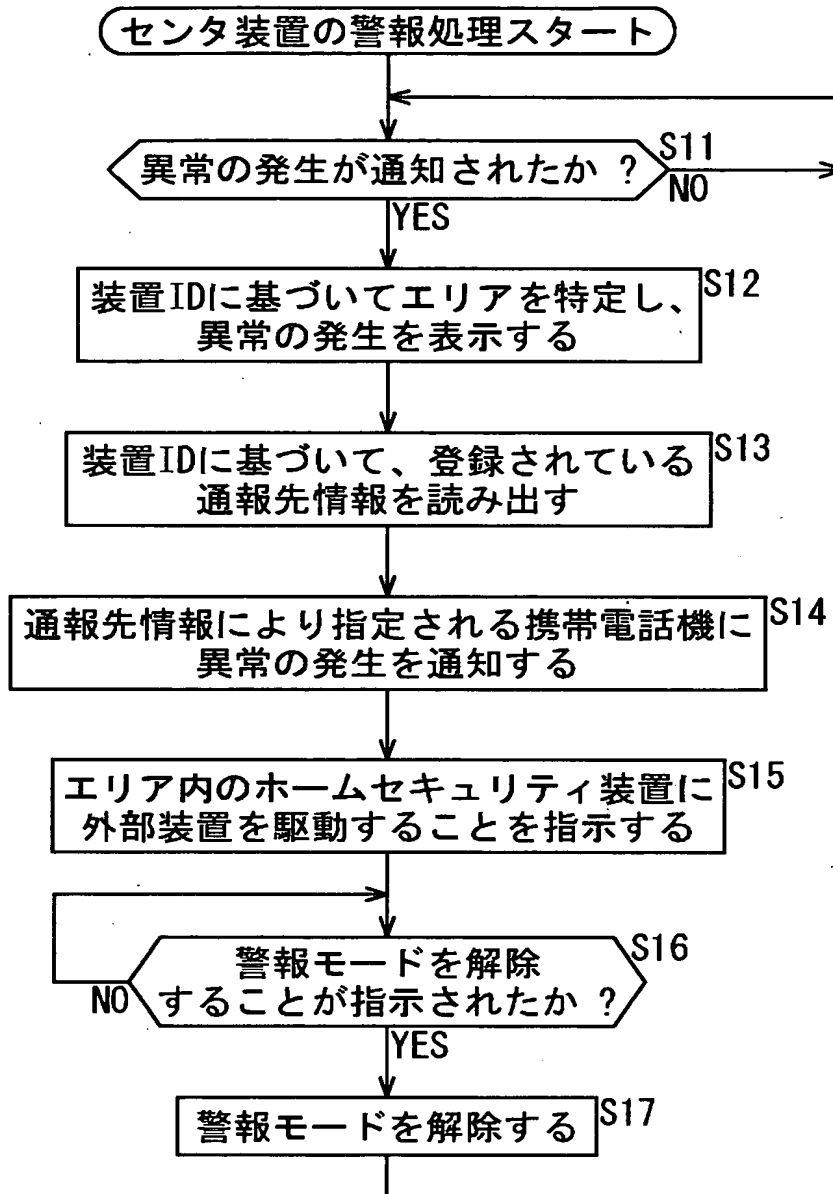 センタ装置の警報処理スタート
異常の発生が通知されたか ?
S11
NO
YES
装置IDに基づいてエリアを特定し、
異常の発生を表示する
S12
装置IDに基づいて、登録されている
通報先情報を読み出す
S13
通報先情報により指定される携帯電話機に
異常の発生を通知する
S14
エリア内のホームセキュリティ装置に
外部装置を駆動することを指示する
S15
警報モードを解除
することが指示されたか ?
S16
NO
YES
警報モードを解除する
S17